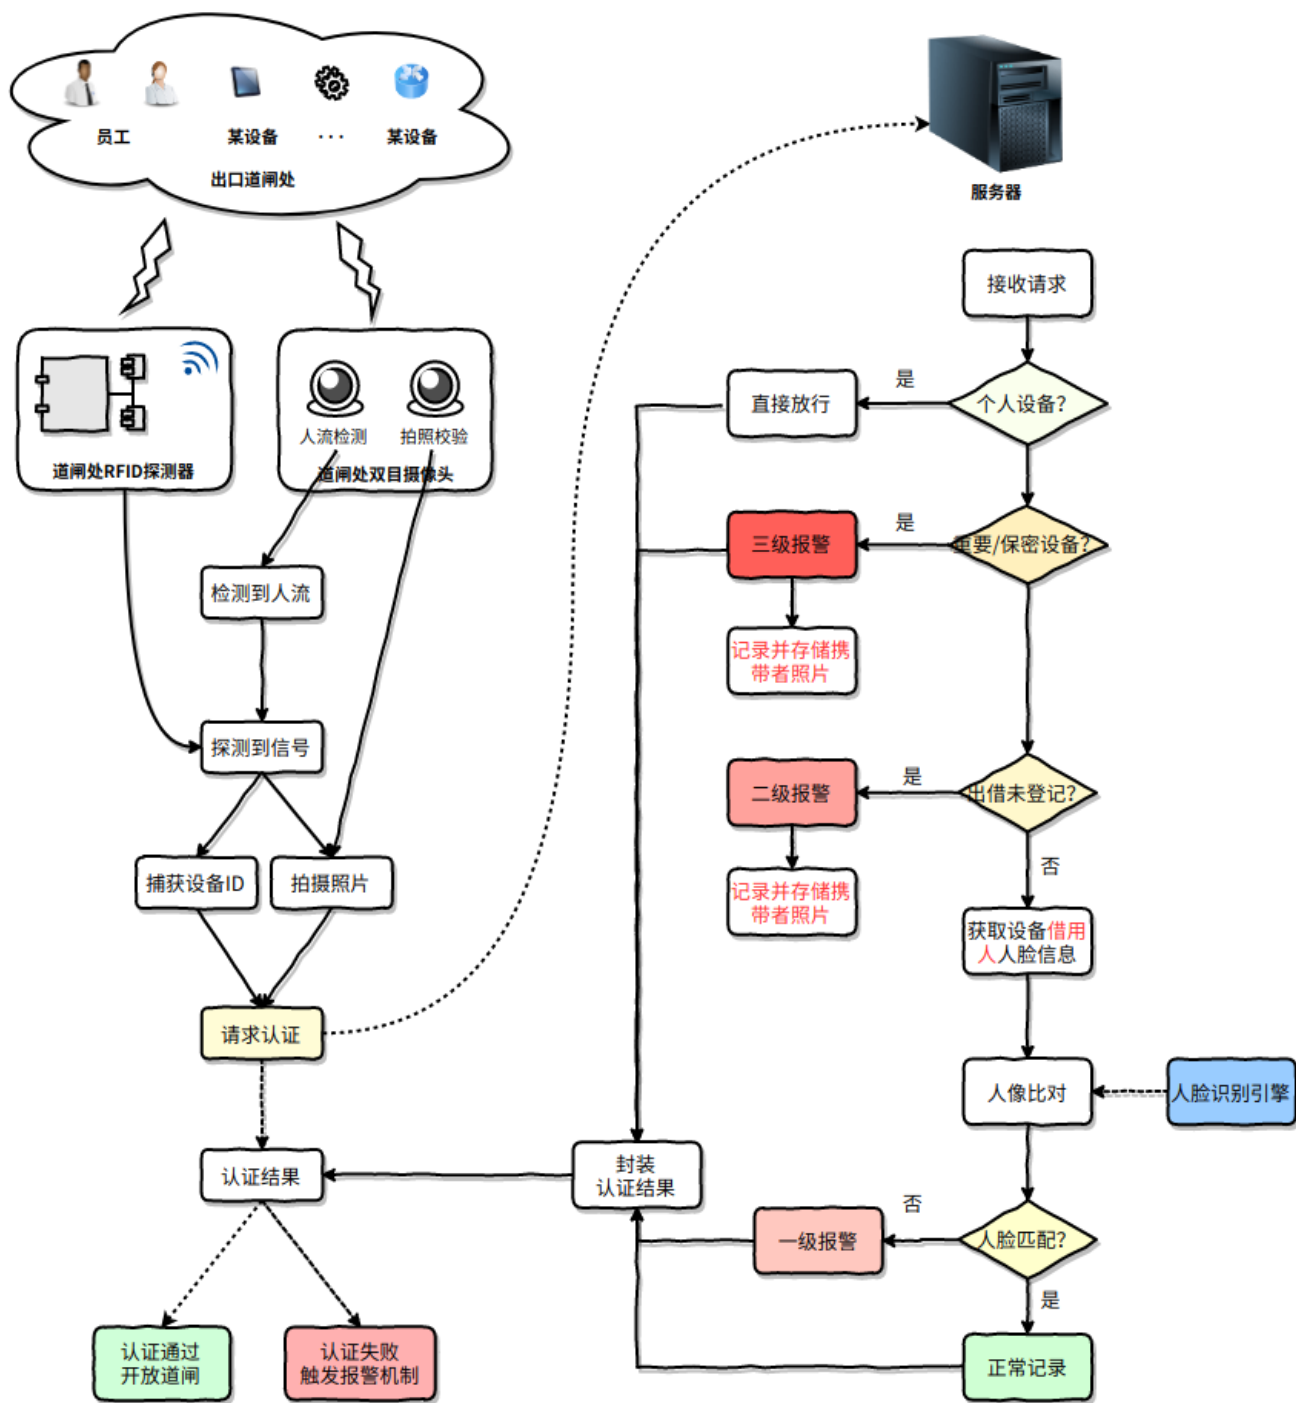 员工
某设备
···
某设备
出口道闸处
服务器
道闸处RFID探测器
人流检测
拍照校验
道闸处双目摄像头
检测到人流
探测到信号
捕获设备ID
拍摄照片
请求认证
认证结果
认证通过
开放道闸
认证失败
触发报警机制
接收请求
个人设备？
是
直接放行
重要/保密设备？
是
三级报警
记录并存储携
带者照片
出借未登记？
是
二级报警
记录并存储携
带者照片
否
获取设备借用
人人脸信息
人像比对
人脸识别引擎
人脸匹配？
否
一级报警
是
正常记录
封装
认证结果